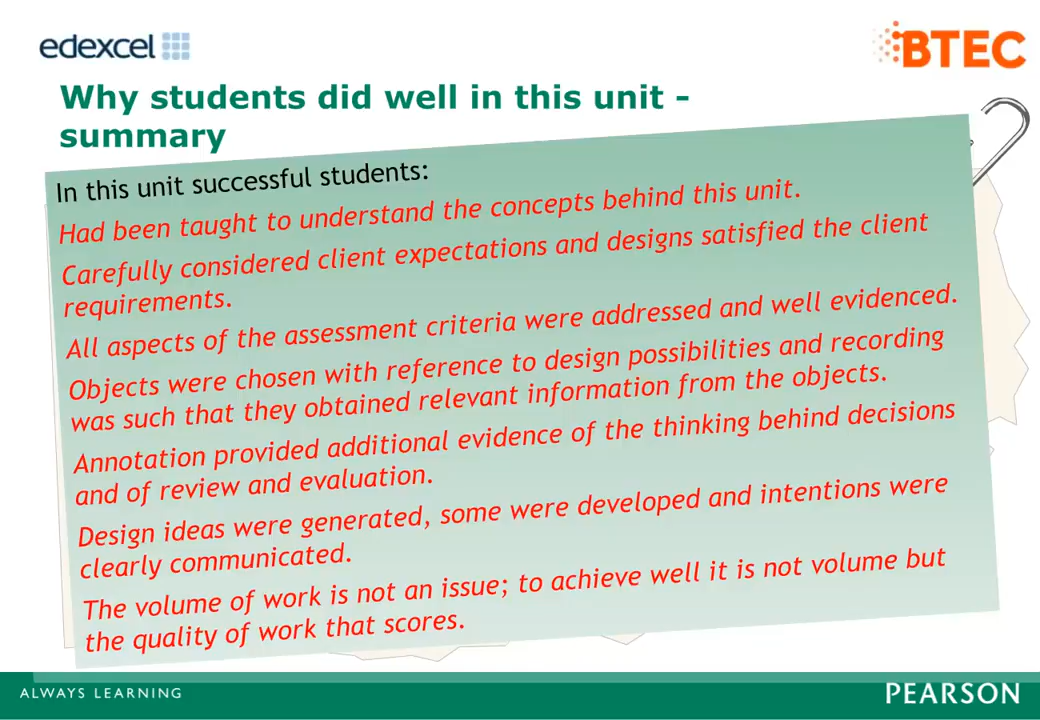 edexcel
BTEC
Why students did well in this unit -
summary
In this unit successful students:
Had been taught to understand the concepts behind this unit.
Carefully considered client expectations and designs satisfied the client
requirements.
All aspects of the assessment criteria were addressed and well evidenced.
Objects were chosen with reference to design possibilities and recording
was such that they obtained relevant information from the objects.
Annotation provided additional evidence of the thinking behind decisions
and of review and evaluation.
Design ideas were generated, some were developed and intentions were
clearly communicated.
The volume of work is not an issue; to achieve well it is not volume but
the quality of work that scores.
ALWAYS LEARNING
PEARSON